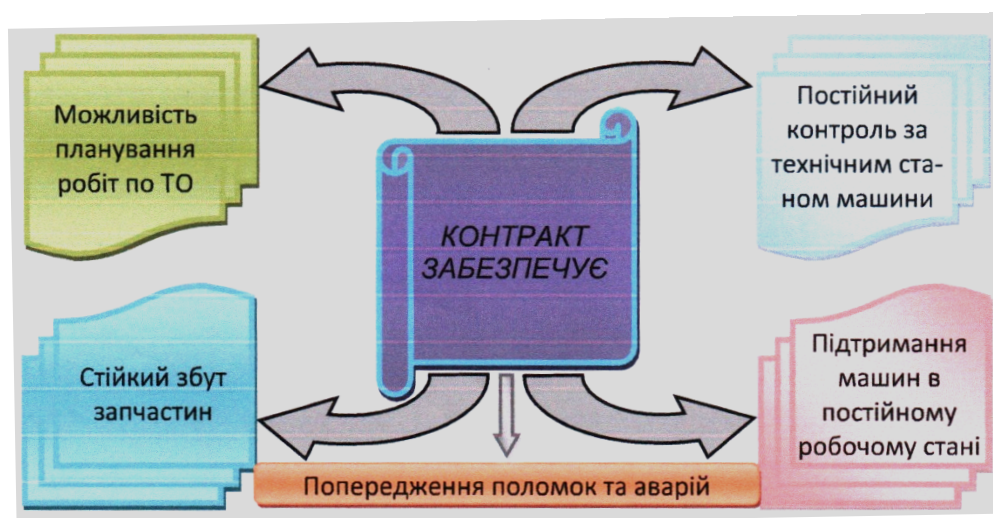 Можливість
планування
робіт по ТО
Постійний
контроль за
технічним ста-
ном машини
КОНТРАКТ
ЗАБЕЗПЕЧУЄ
Стійкий збут
запчастин
Підтримання
машин в
постійному
робочому стані
Попередження поломок та аварій